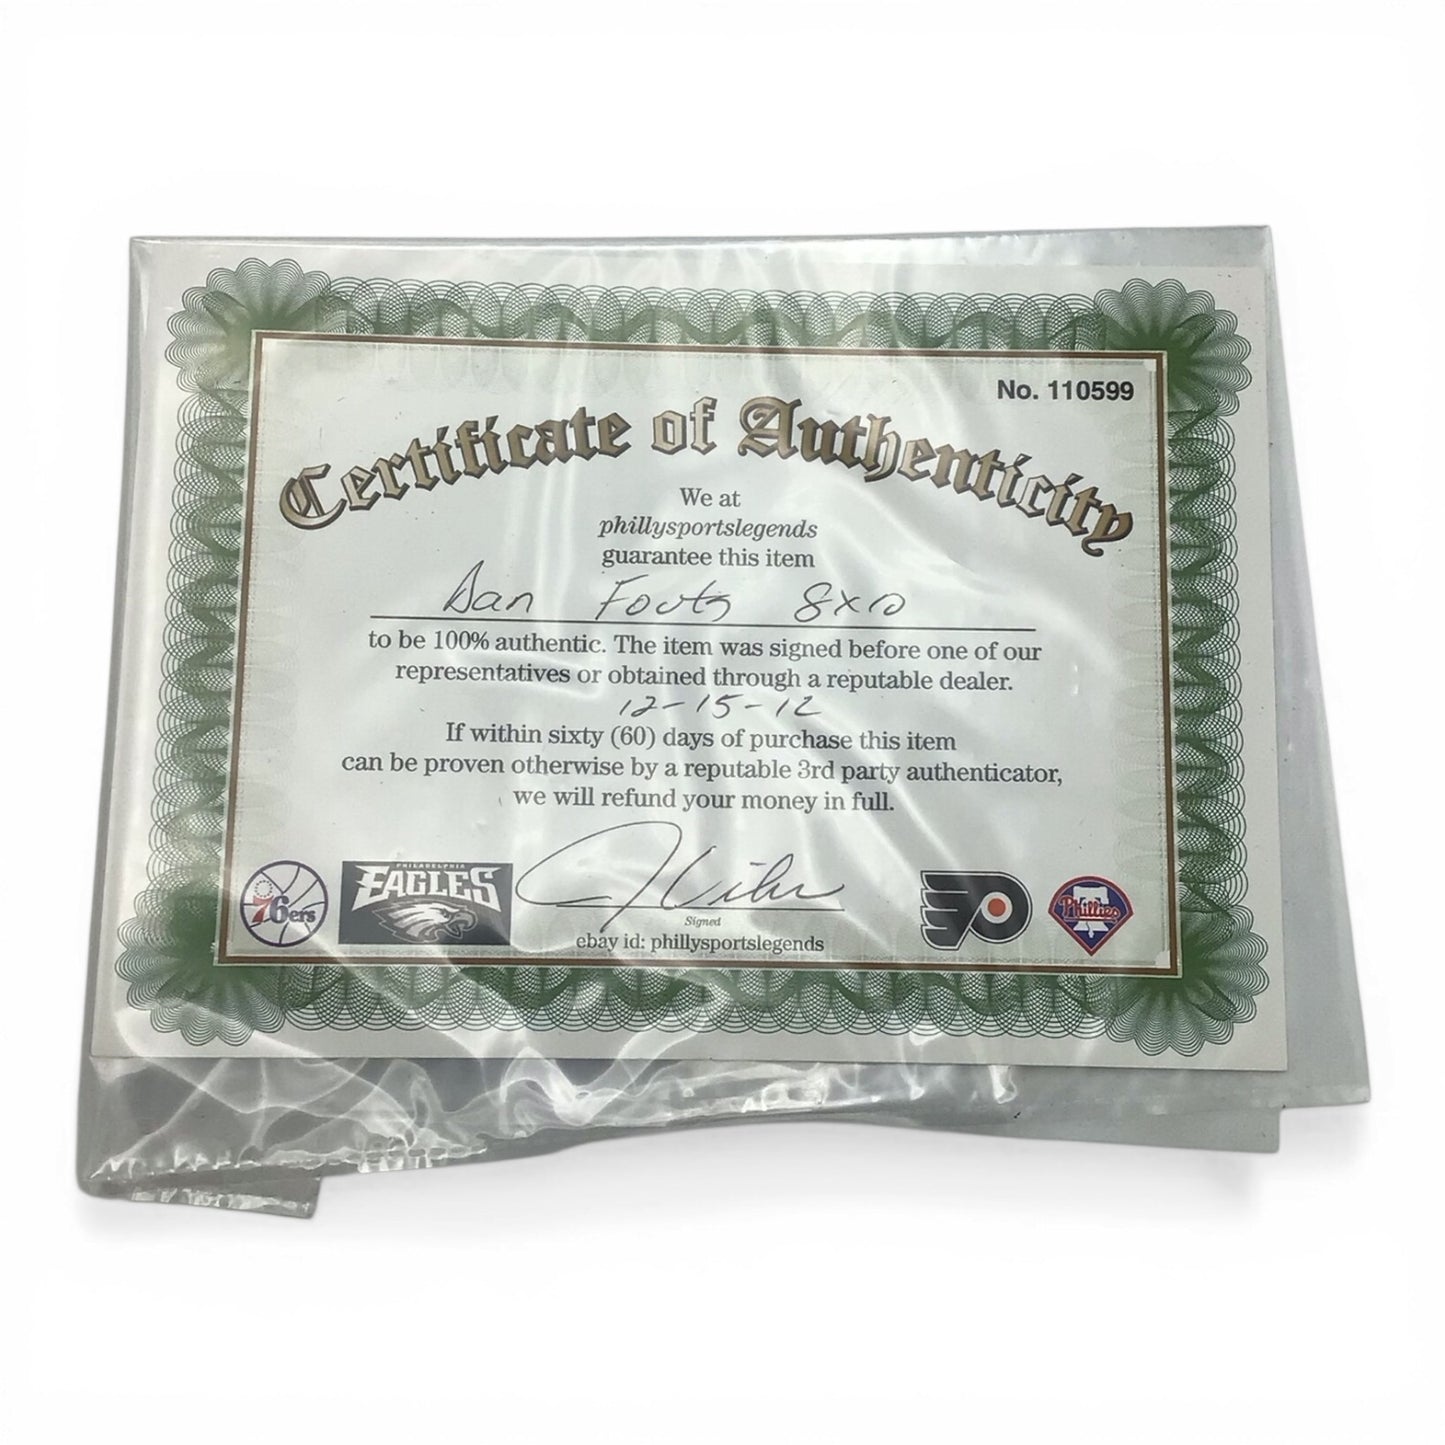 No. 110599
Certificate of Authenticity
We at
phillysportslegends
guarantee this item
Dan Fouts 8x10
to be 100% authentic. The item was signed before one of our
representatives or obtained through a reputable dealer.
12-15-12
If within sixty (60) days of purchase this item
can be proven otherwise by a reputable 3rd party authenticator,
we will refund your money in full.
76ers
PHILADELPHIA
EAGLES
Phillies
Signed
ebay id: phillysportslegends